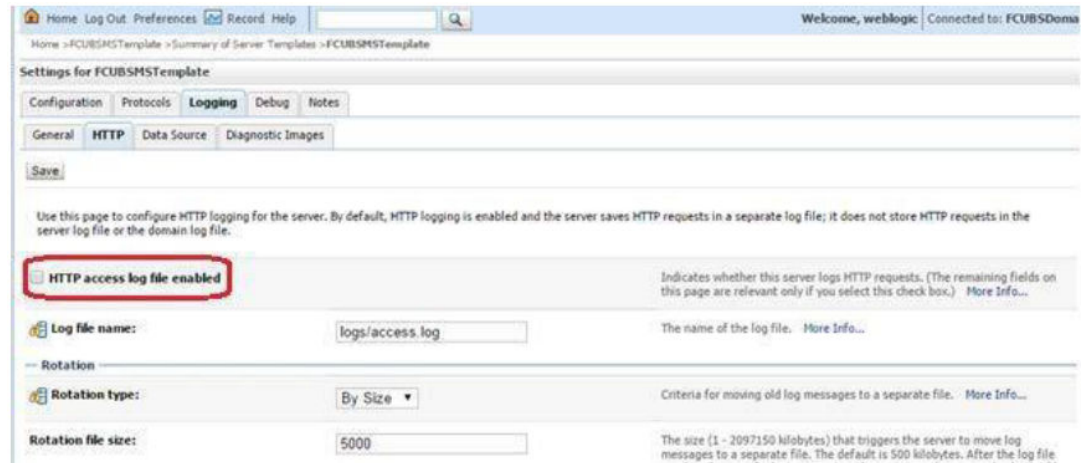 Home Log Out Preferences Record Help
Welcome, weblogic Connected to: FCUBSDoma
Home >FCUBSMSTemplate >Summary of Server Templates >FCUBSMSTemplate
Settings for FCUBSMSTemplate
Configuration Protocols Logging Debug Notes
General HTTP Data Source Diagnostic Images
Save
Use this page to configure HTTP logging for the server. By default, HTTP logging is enabled and the server saves HTTP requests in a separate log file; it does not store HTTP requests in the
server log file or the domain log file.
HTTP access log file enabled
Indicates whether this server logs HTTP requests. (The remaining fields on
this page are relevant only if you select this check box.) More Info...
Log file name:
logs/access.log
The name of the log file. More Info...
Rotation
Rotation type:
By Size
Criteria for moving old log messages to a separate file. More Info...
Rotation file size:
5000
The size (1 - 2097150 kilobytes) that triggers the server to move log
messages to a separate file. The default is 500 kilobytes. After the log file